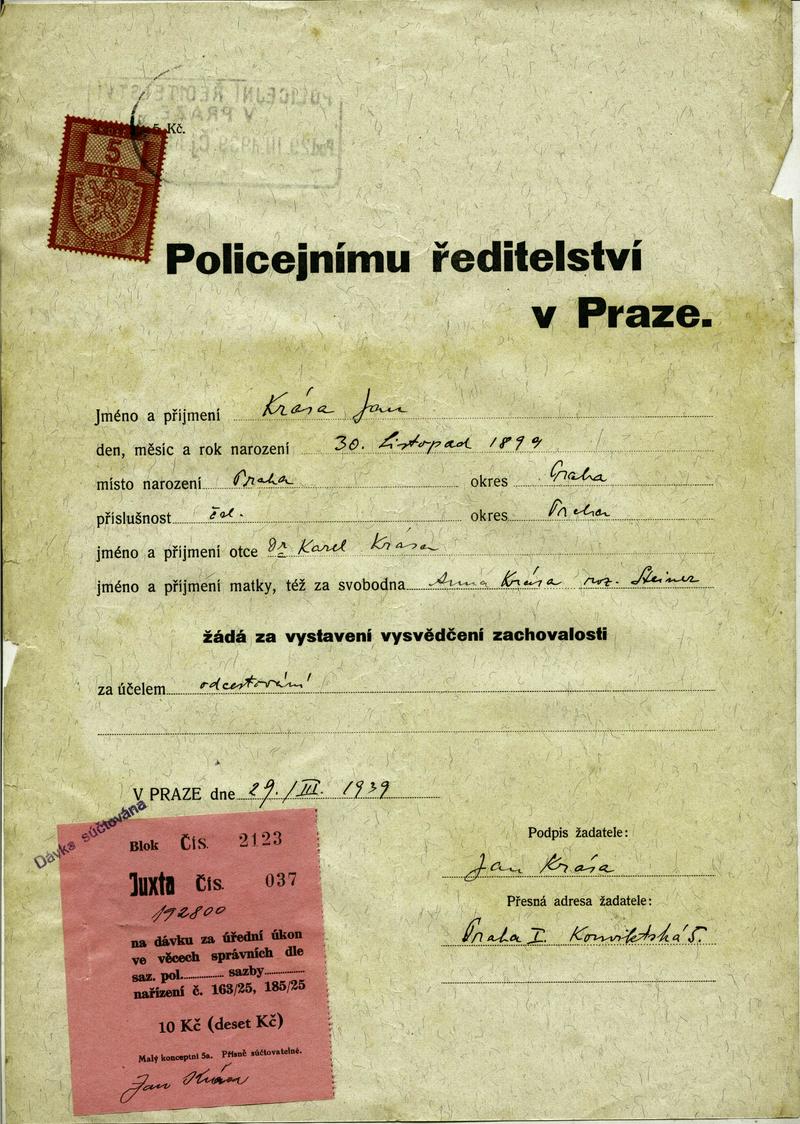 5 Kč.
5
Kč
Policejnímu ředitelství
v Praze.
Jméno a příjmení Krása Jan
den, měsíc a rok narození 30. listopad 1899
místo narození Praha okres Praha
příslušnost čsl. okres Praha
jméno a příjmení otce Dr Karel Krása
jméno a příjmení matky, též za svobodna Anna Krása roz. Steiner
žádá za vystavení vysvědčení zachovalosti
za účelem odcestování
V PRAZE dne 29./III. 1939
Dávka súčtována
Blok Čís. 2123
Juxta Čís. 037
192800
na dávku za úřední úkon
ve věcech správních dle
saz. pol. sazby
nařízení č. 163/25, 185/25
10 Kč (deset Kč)
Malý konceptní 5a. Přísně súčtovatelné.
Jan Krása
Podpis žadatele:
Jan Krása
Přesná adresa žadatele:
Praha I. Konviktská 5.